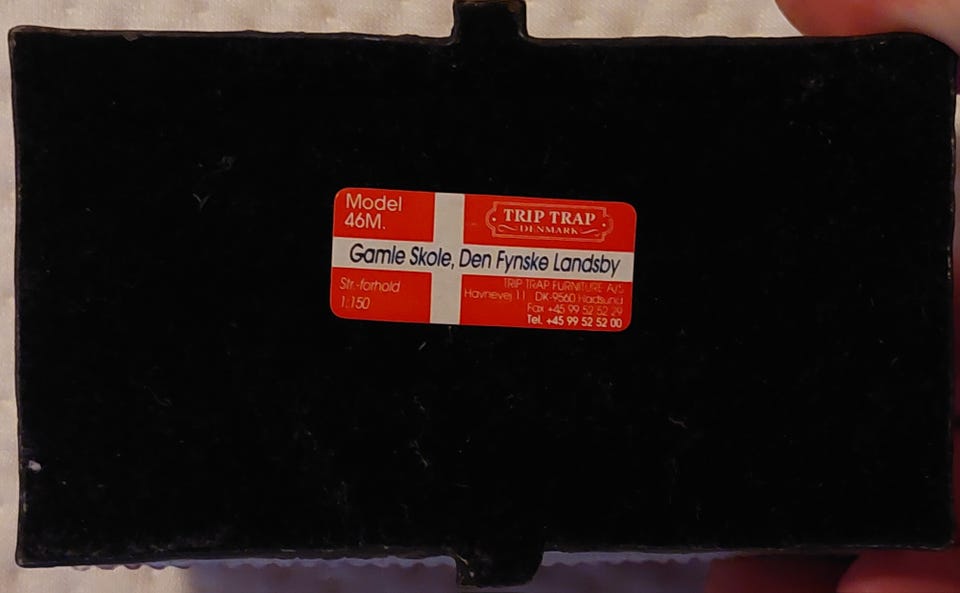 Model
46M.
TRIP TRAP
DENMARK
Gamle Skole, Den Fynske Landsby
Str.-forhold
1:150
TRIP TRAP FURNITURE A/S
Havnevej 11 DK-9560 Hadsund
Fax +45 99 52 52 29
Tel. +45 99 52 52 00